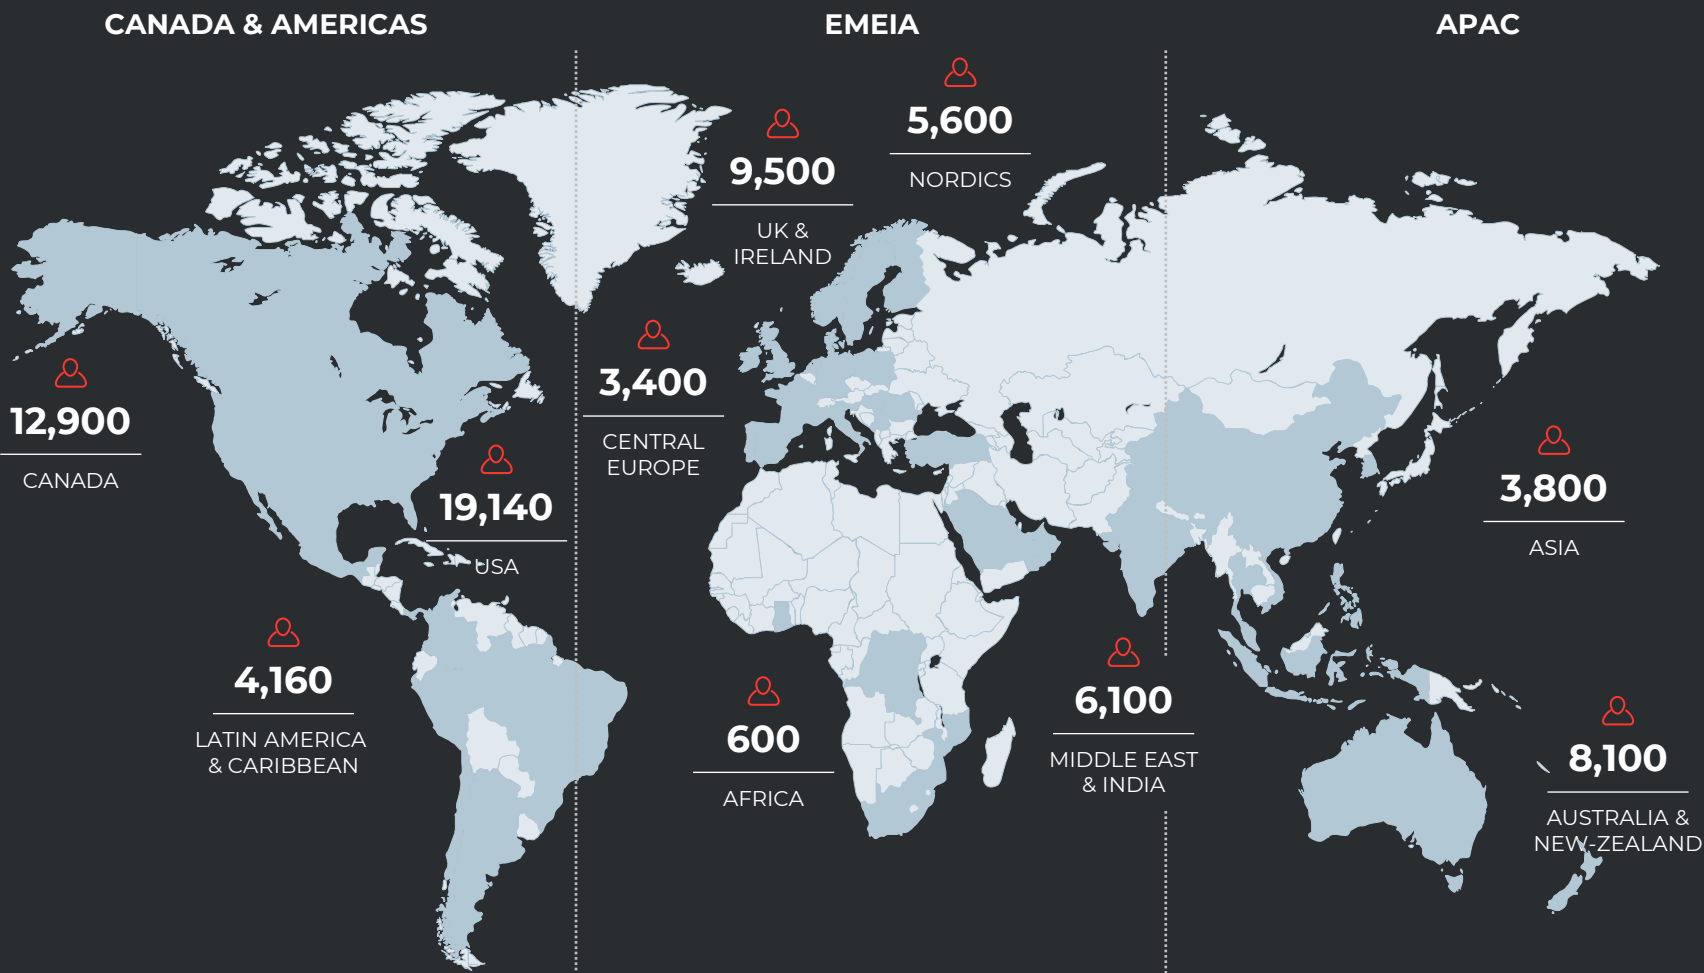 CANADA & AMERICAS
EMEIA
APAC
5,600
NORDICS
9,500
UK &
IRELAND
3,400
CENTRAL
EUROPE
12,900
CANADA
19,140
USA
3,800
ASIA
4,160
LATIN AMERICA
& CARIBBEAN
600
AFRICA
6,100
MIDDLE EAST
& INDIA
8,100
AUSTRALIA &
NEW-ZEALAND